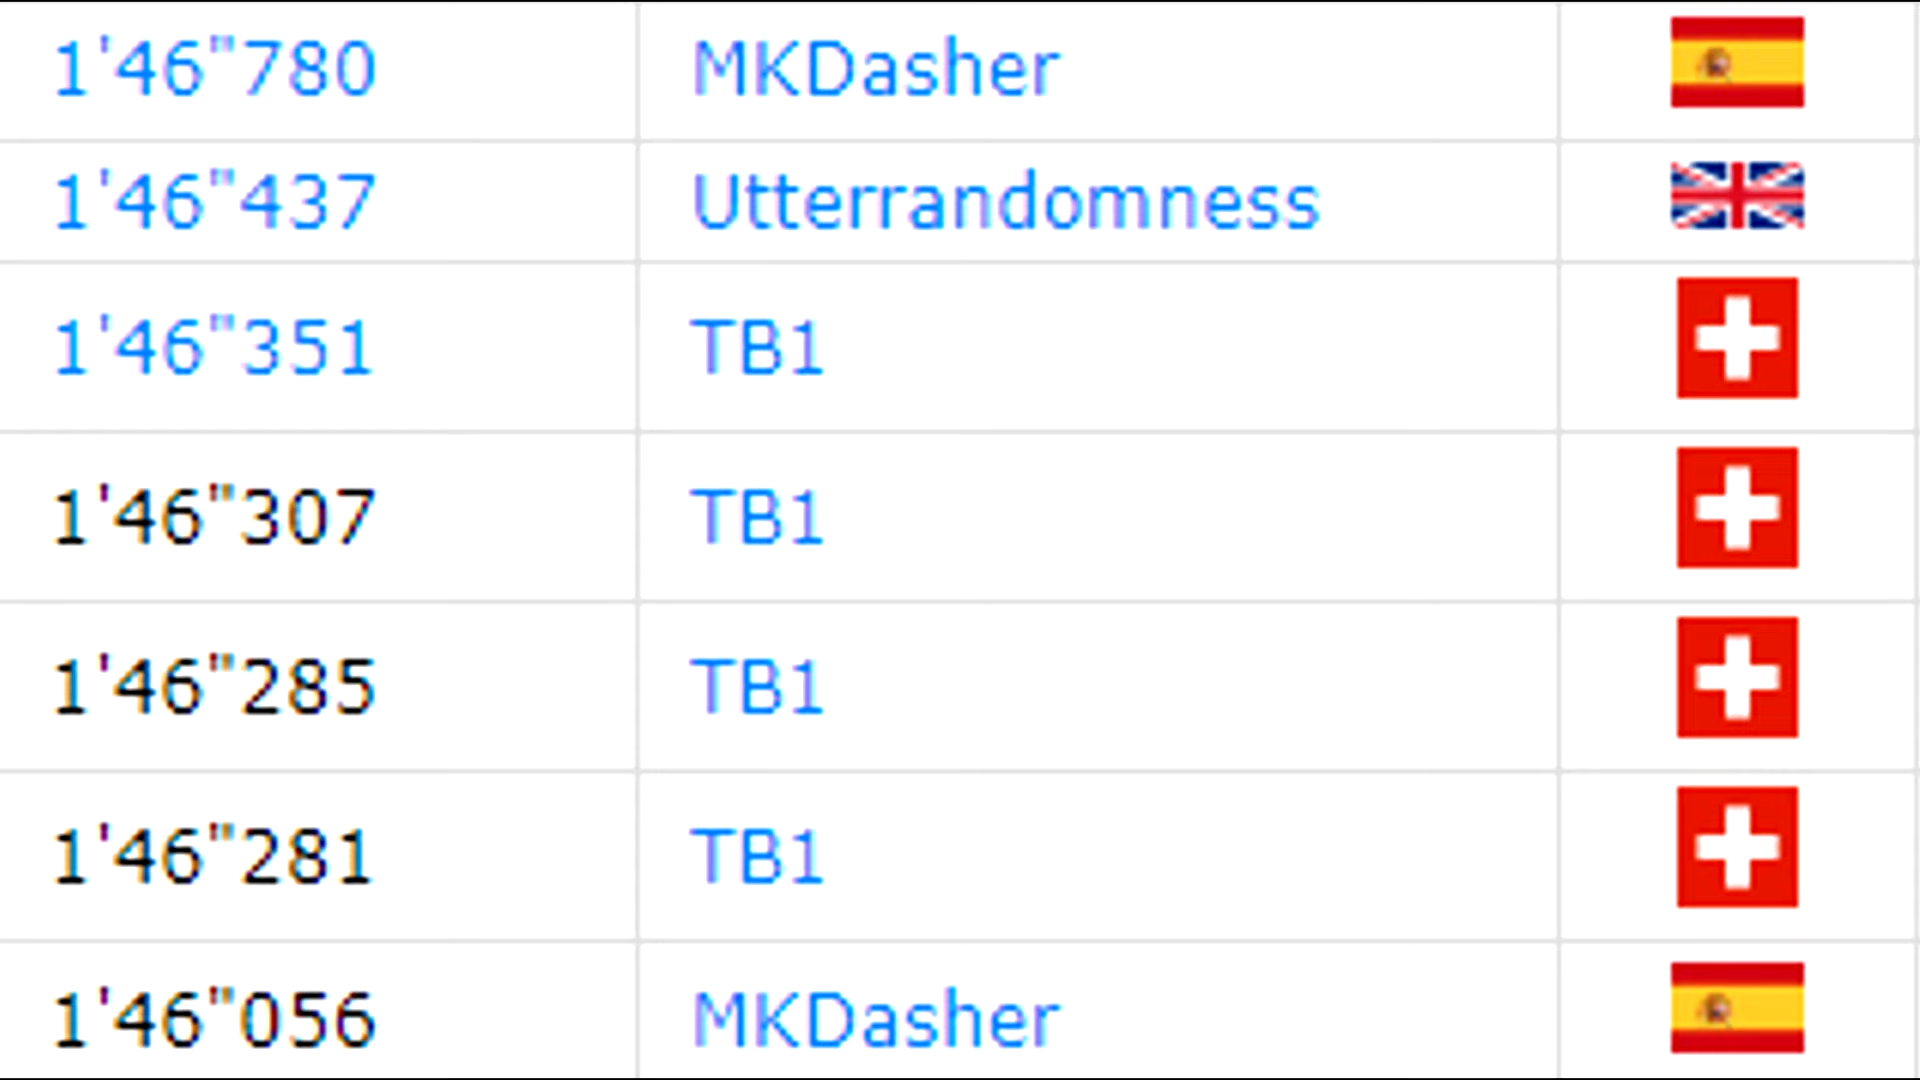 1'46"780 MKDasher
1'46"437 Utterrandomness
1'46"351 TB1
1'46"307 TB1
1'46"285 TB1
1'46"281 TB1
1'46"056 MKDasher